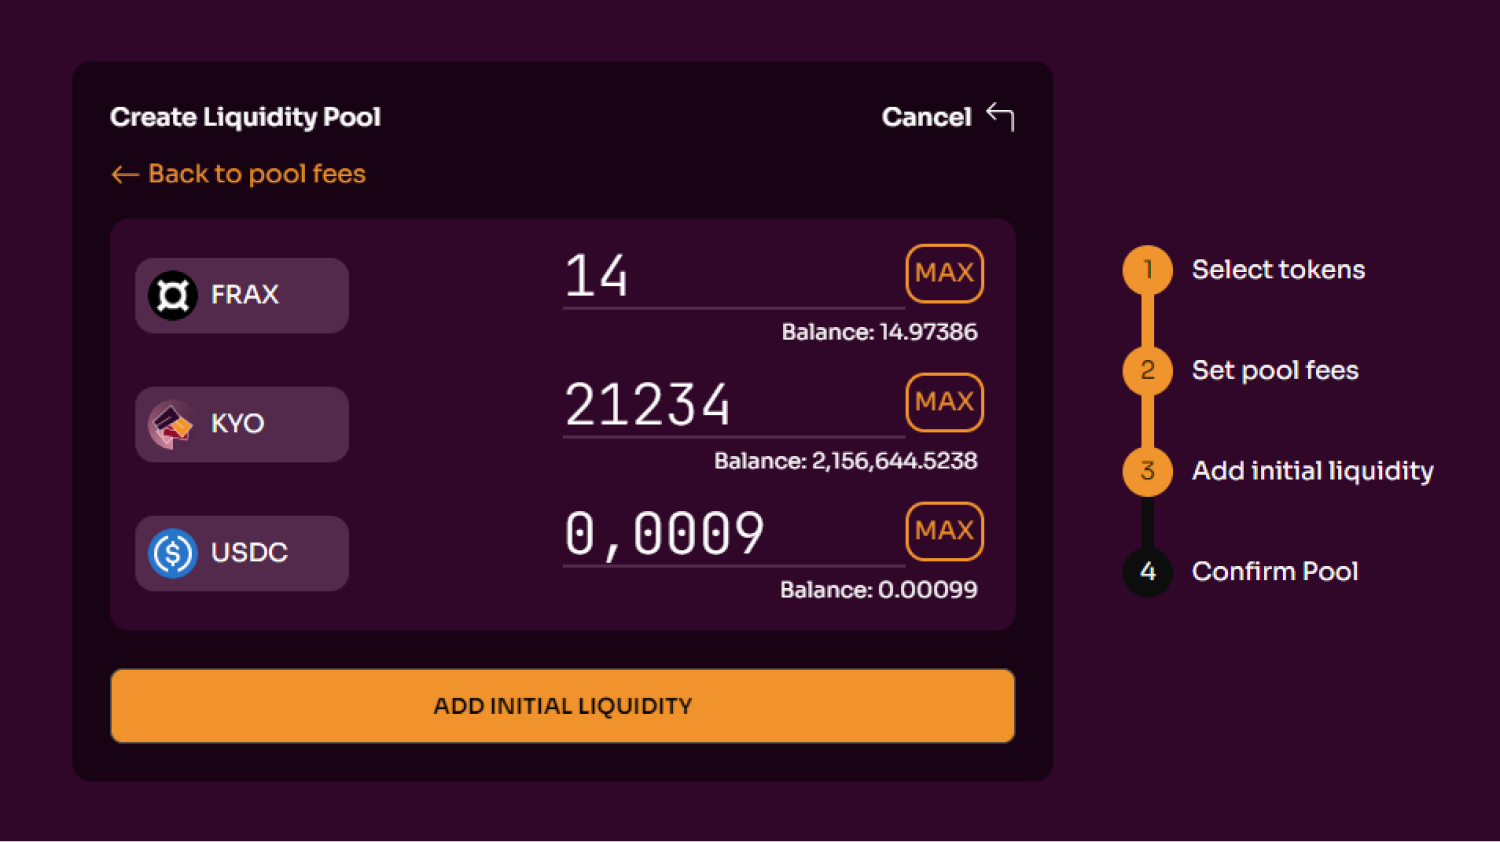 Create Liquidity Pool
Cancel
← Back to pool fees
FRAX
14
MAX
Balance: 14.97386
KYO
21234
MAX
Balance: 2,156,644.5238
USDC
0,0009
MAX
Balance: 0.00099
ADD INITIAL LIQUIDITY
1 Select tokens
2 Set pool fees
3 Add initial liquidity
4 Confirm Pool